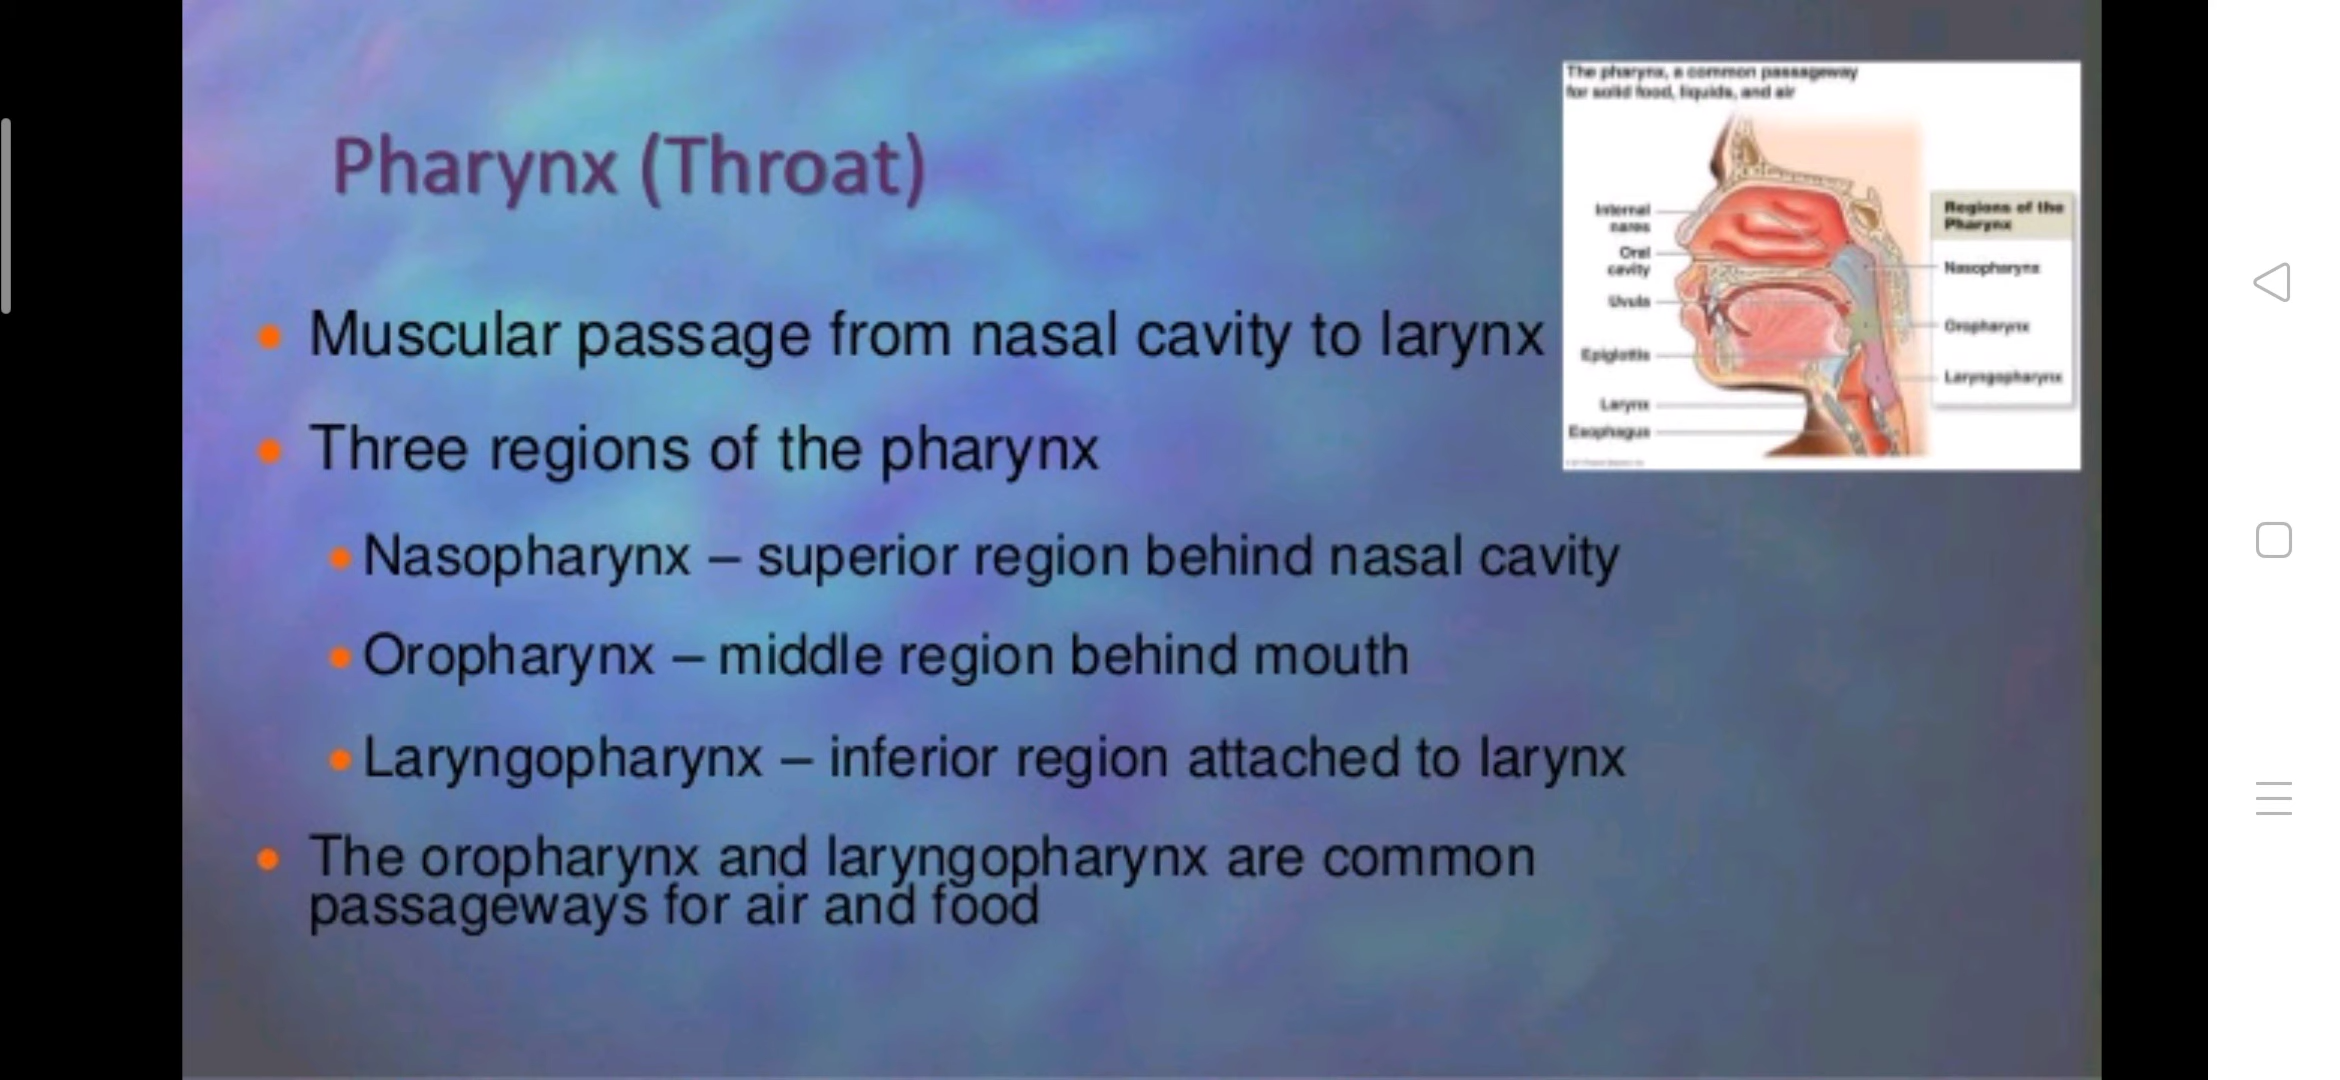 Pharynx (Throat)
• Muscular passage from nasal cavity to larynx
• Three regions of the pharynx
• Nasopharynx – superior region behind nasal cavity
• Oropharynx – middle region behind mouth
• Laryngopharynx – inferior region attached to larynx
• The oropharynx and laryngopharynx are common
passageways for air and food
The pharynx, a common passageway
for solid food, liquids, and air
Internal
nares
Oral
cavity
Uvula
Epiglottis
Larynx
Esophagus
Regions of the
Pharynx
Nasopharynx
Oropharynx
Laryngopharynx